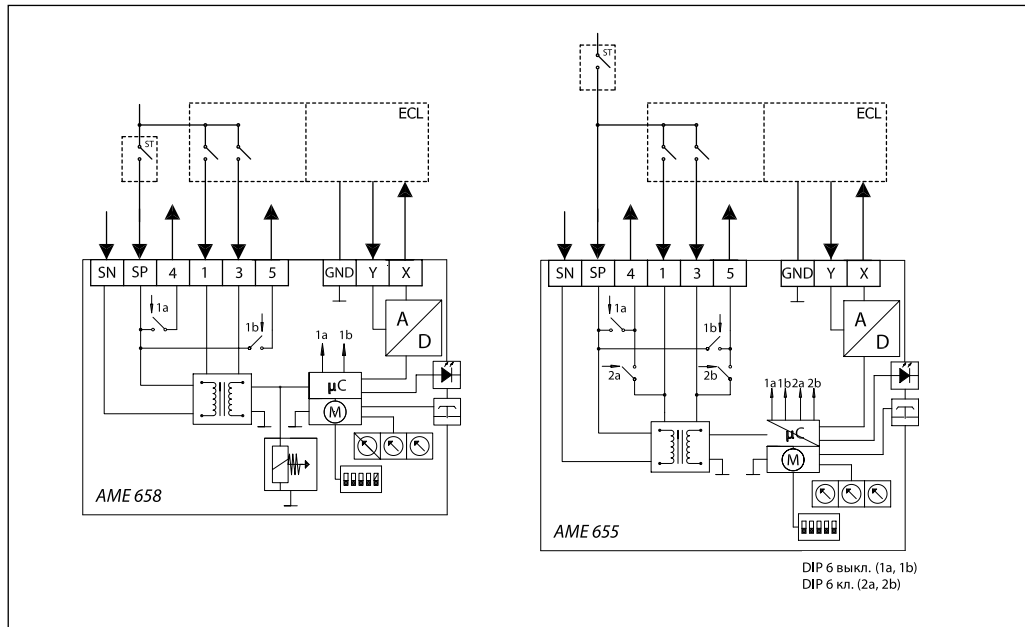 ST
ECL
SN SP 4 1 3 5 GND Y X
1a
1b
1a 1b
A
D
µC
M
AME 658
ST
ECL
SN SP 4 1 3 5 GND Y X
1a
1b
2a
2b
1a 1b 2a 2b
A
D
µC
M
AME 655
DIP 6 выкл. (1a, 1b)
DIP 6 кл. (2a, 2b)